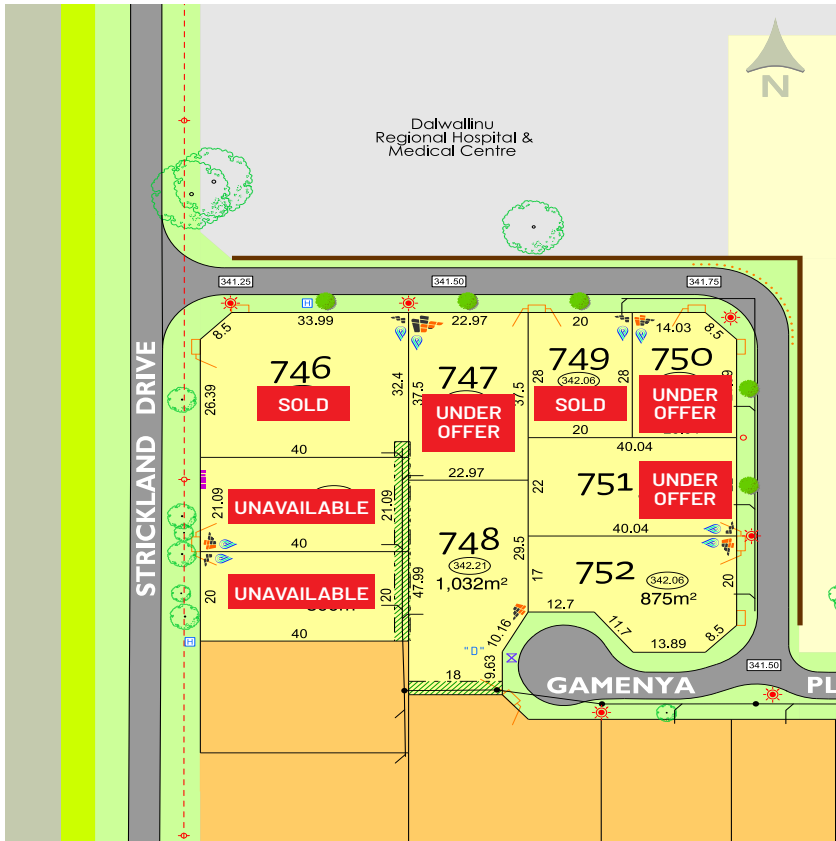 N
Dalwallinu
Regional Hospital &
Medical Centre
341.25
341.50
341.75
H
33.99
22.97
20
14.03
8.5
8.5
746
SOLD
26.39
32.4
40
747
37.5
37.5
UNDER
OFFER
22.97
749
342.06
28
28
SOLD
20
750
UNDER
OFFER
40.04
751
22
UNDER
OFFER
40.04
STRICKLAND DRIVE
21.09
UNAVAILABLE
21.09
40
20
UNAVAILABLE
20
40
H
748
342.21
1,032m²
29.5
47.99
10.16
"D"
9.63
18
752
342.06
875m²
17
20
12.7
11.7
13.89
8.5
341.50
GAMENYA PL